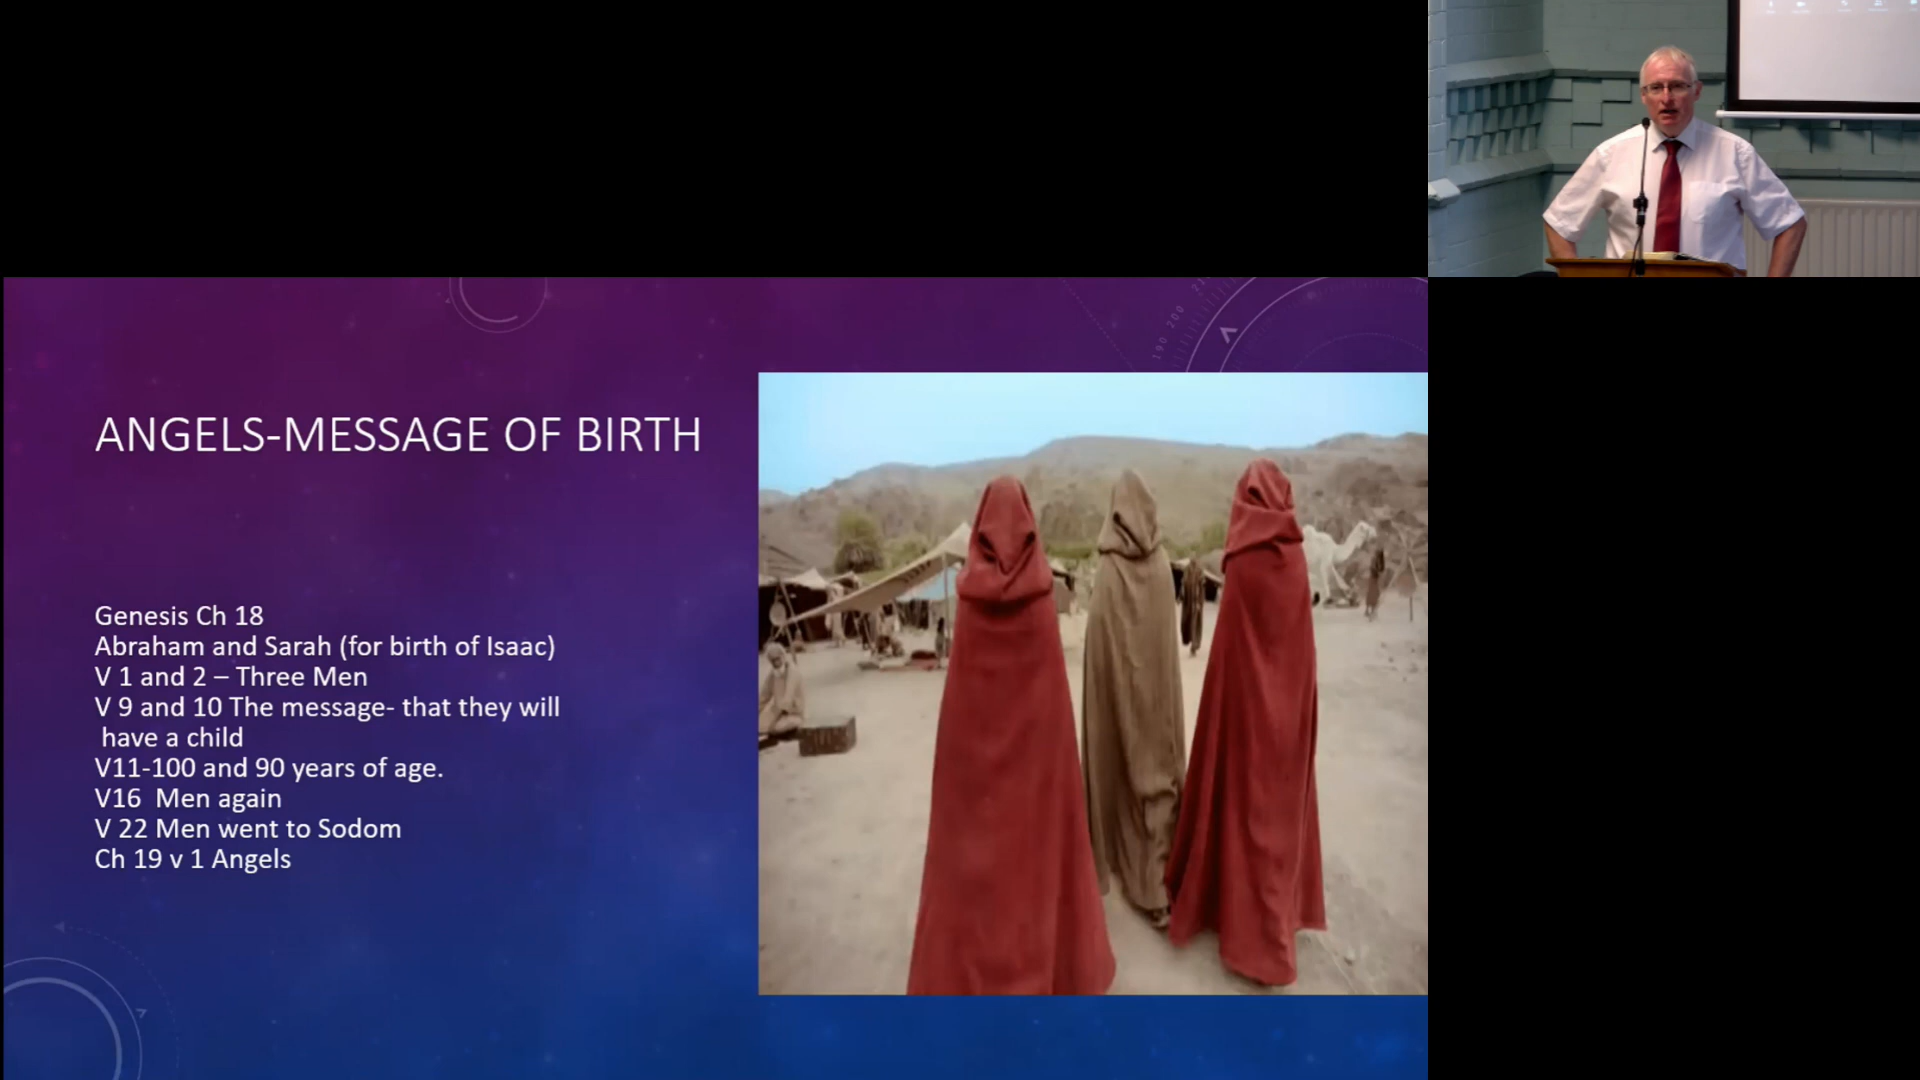 ANGELS-MESSAGE OF BIRTH
Genesis Ch 18
Abraham and Sarah (for birth of Isaac)
V 1 and 2 – Three Men
V 9 and 10 The message- that they will
have a child
V11-100 and 90 years of age.
V16  Men again
V 22 Men went to Sodom
Ch 19 v 1 Angels
190 200